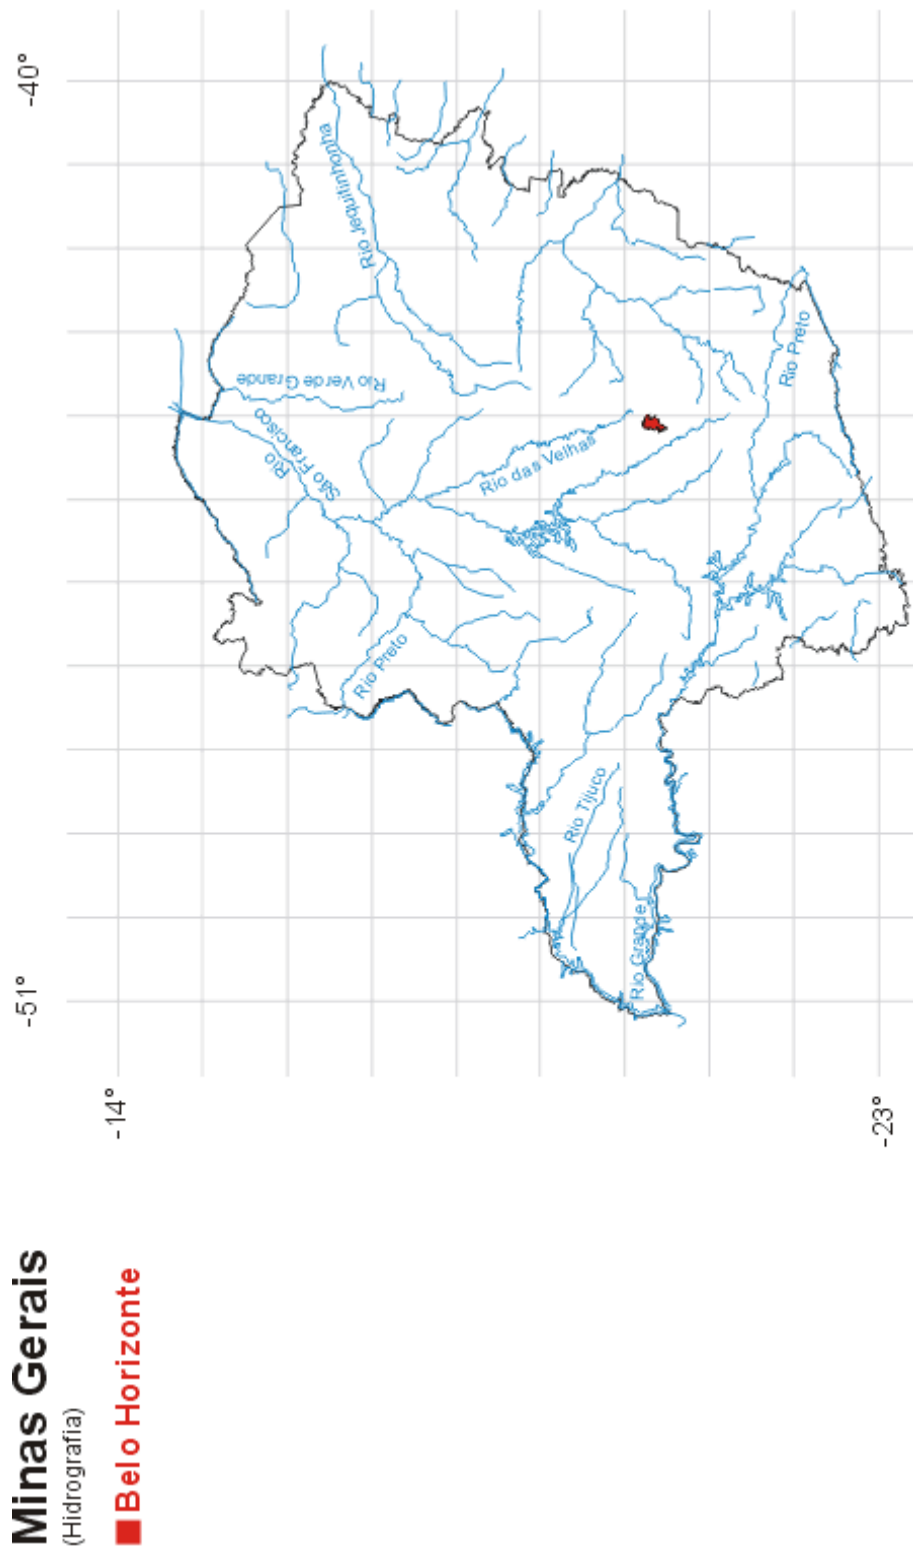 Minas Gerais
(Hidrografia)
Belo Horizonte
-51°
-40°
-14°
-23°
Rio Jequitinhonha
Rio Verde Grande
Rio
São Francisco
Rio Preto
Rio das Velhas
Rio Tijuco
Rio Grande
Rio Preto